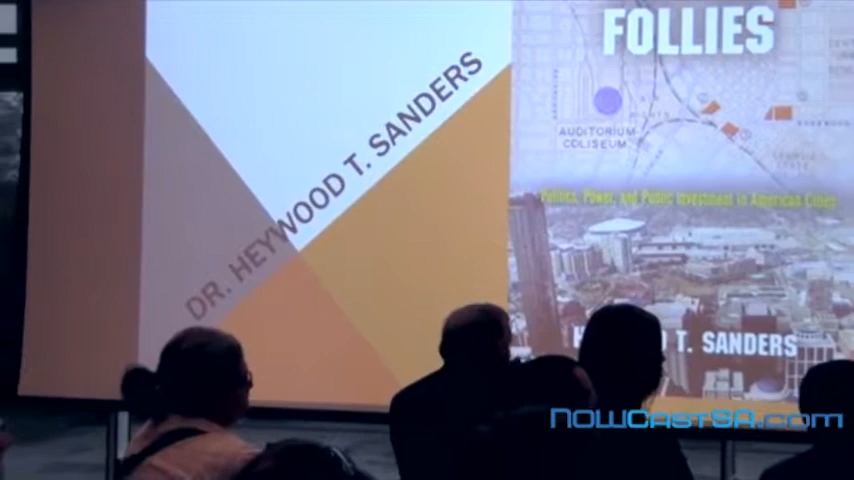 FOLLIES
DR. HEYWOOD T. SANDERS
AUDITORIUM
COLISEUM
Politics, Power, and Public Investment in American Cities
T. SANDERS
NOWCASTSA.COM